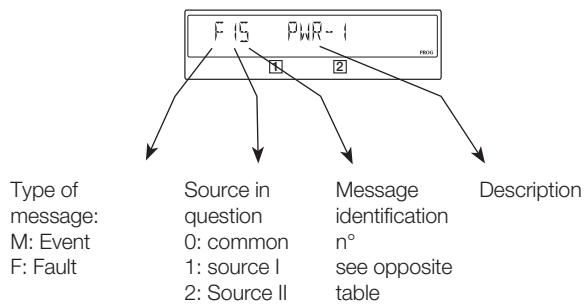 F15 PWR-1
PROG
1 2
Type of message:
M: Event
F: Fault
Source in question
0: common
1: source I
2: Source II
Message identification n°
see opposite table
Description